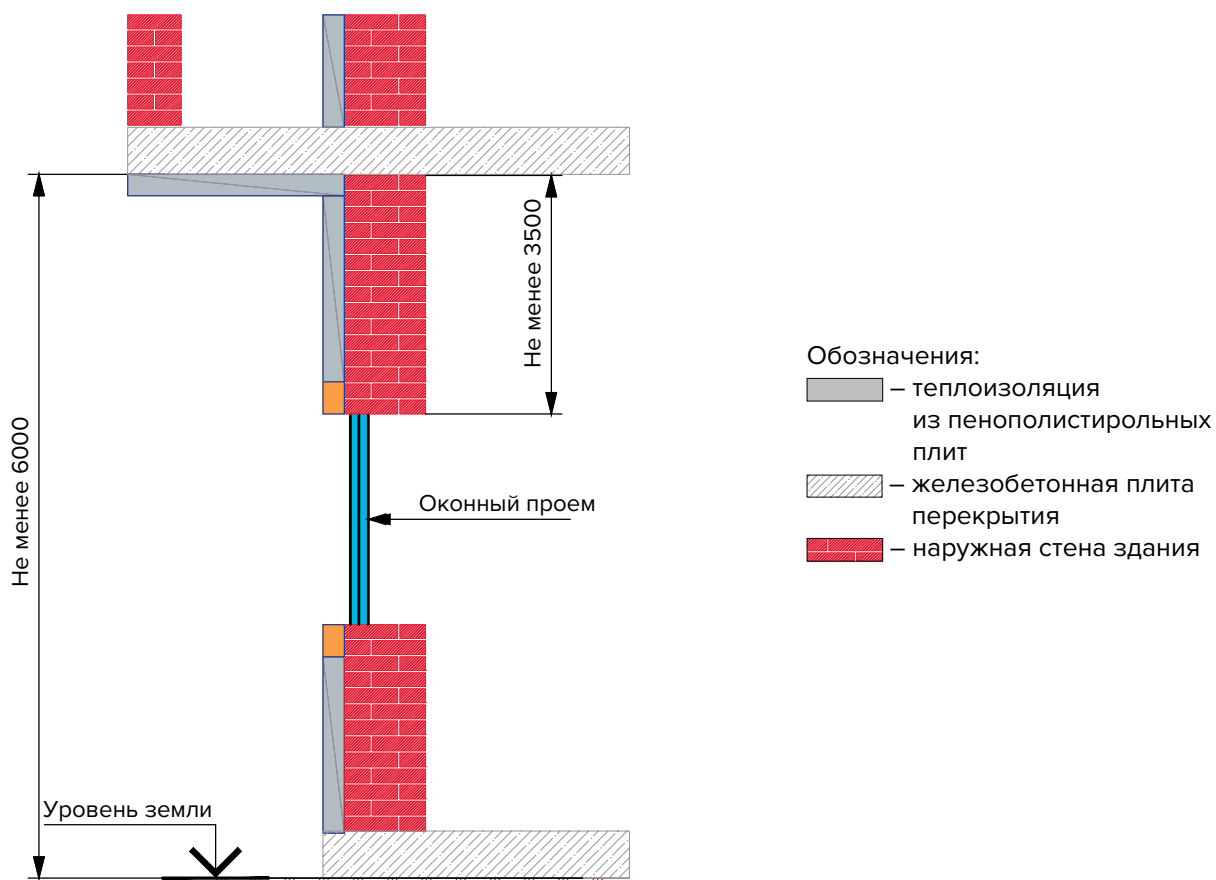 Не менее 6000
Не менее 3500
Оконный проем
Уровень земли
Обозначения:
– теплоизоляция
из пенополистирольных
плит
– железобетонная плита
перекрытия
– наружная стена здания